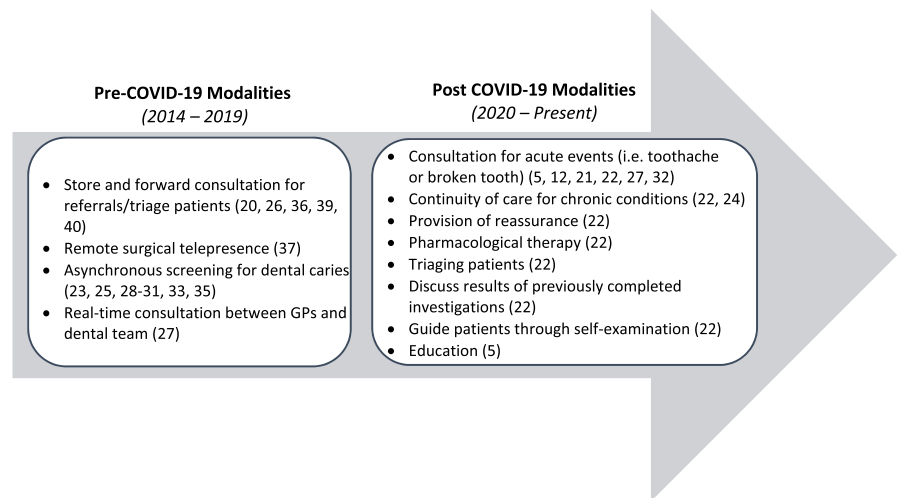 Pre-COVID-19 Modalities
(2014 – 2019)
• Store and forward consultation for
referrals/triage patients (20, 26, 36, 39,
40)
• Remote surgical telepresence (37)
• Asynchronous screening for dental caries
(23, 25, 28-31, 33, 35)
• Real-time consultation between GPs and
dental team (27)
Post COVID-19 Modalities
(2020 – Present)
• Consultation for acute events (i.e. toothache
or broken tooth) (5, 12, 21, 22, 27, 32)
• Continuity of care for chronic conditions (22, 24)
• Provision of reassurance (22)
• Pharmacological therapy (22)
• Triaging patients (22)
• Discuss results of previously completed
investigations (22)
• Guide patients through self-examination (22)
• Education (5)